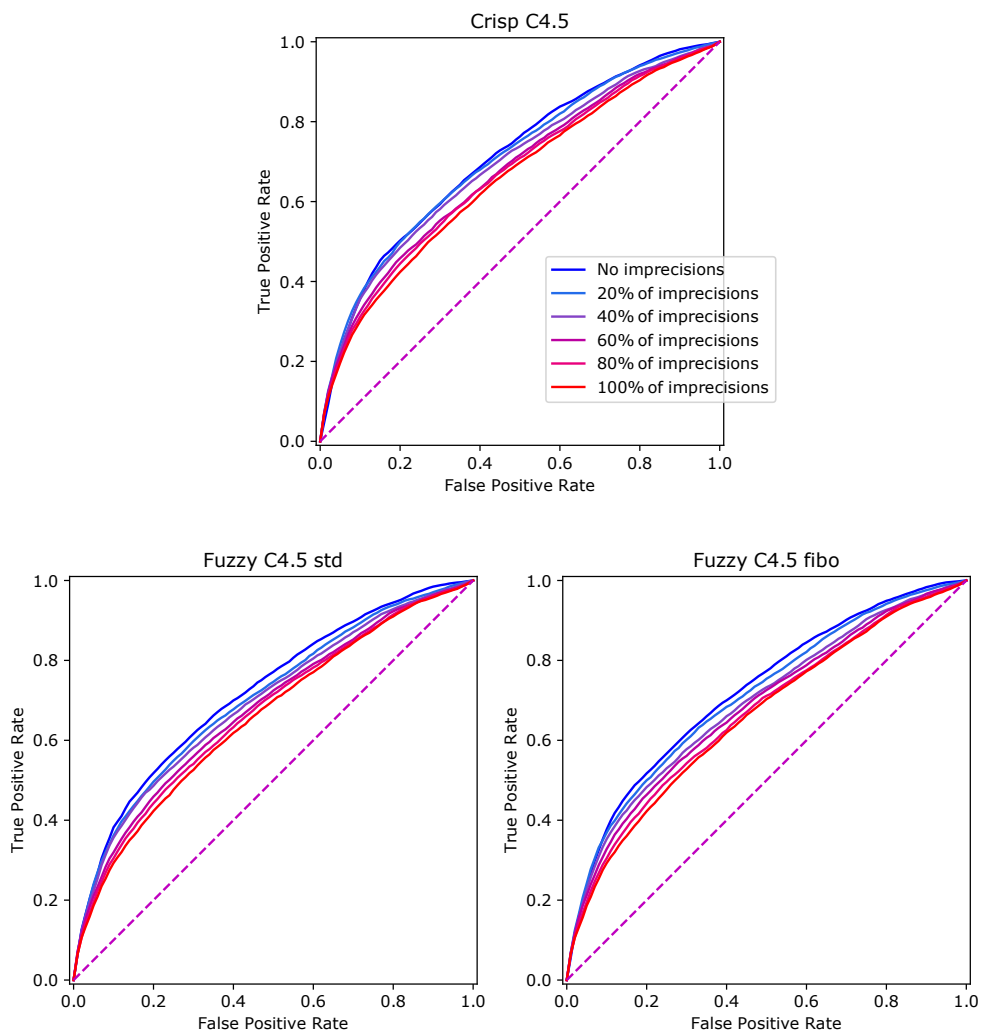 Crisp C4.5
1.0
0.8
0.6
0.4
0.2
0.0
True Positive Rate
No imprecisions
20% of imprecisions
40% of imprecisions
60% of imprecisions
80% of imprecisions
100% of imprecisions
0.0 0.2 0.4 0.6 0.8 1.0
False Positive Rate
Fuzzy C4.5 std
1.0
0.8
0.6
0.4
0.2
0.0
True Positive Rate
0.0 0.2 0.4 0.6 0.8 1.0
False Positive Rate
Fuzzy C4.5 fibo
1.0
0.8
0.6
0.4
0.2
0.0
True Positive Rate
0.0 0.2 0.4 0.6 0.8 1.0
False Positive Rate